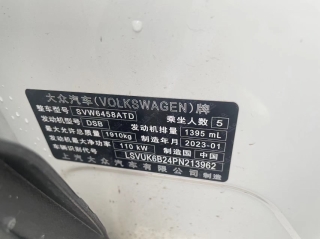 大众汽车(VOLKSWAGEN)牌
整车型号 SVW6458ATD 乘坐人数 5
发动机型号 DSB 发动机排量 1395 mL
最大允许总质量 1910kg 制造年月 2023-01
发动机最大净功率 110 kW 制造国 中国
车辆识别代号 LSVUK6B24PN213962
上汽大众汽车有限公司 制造